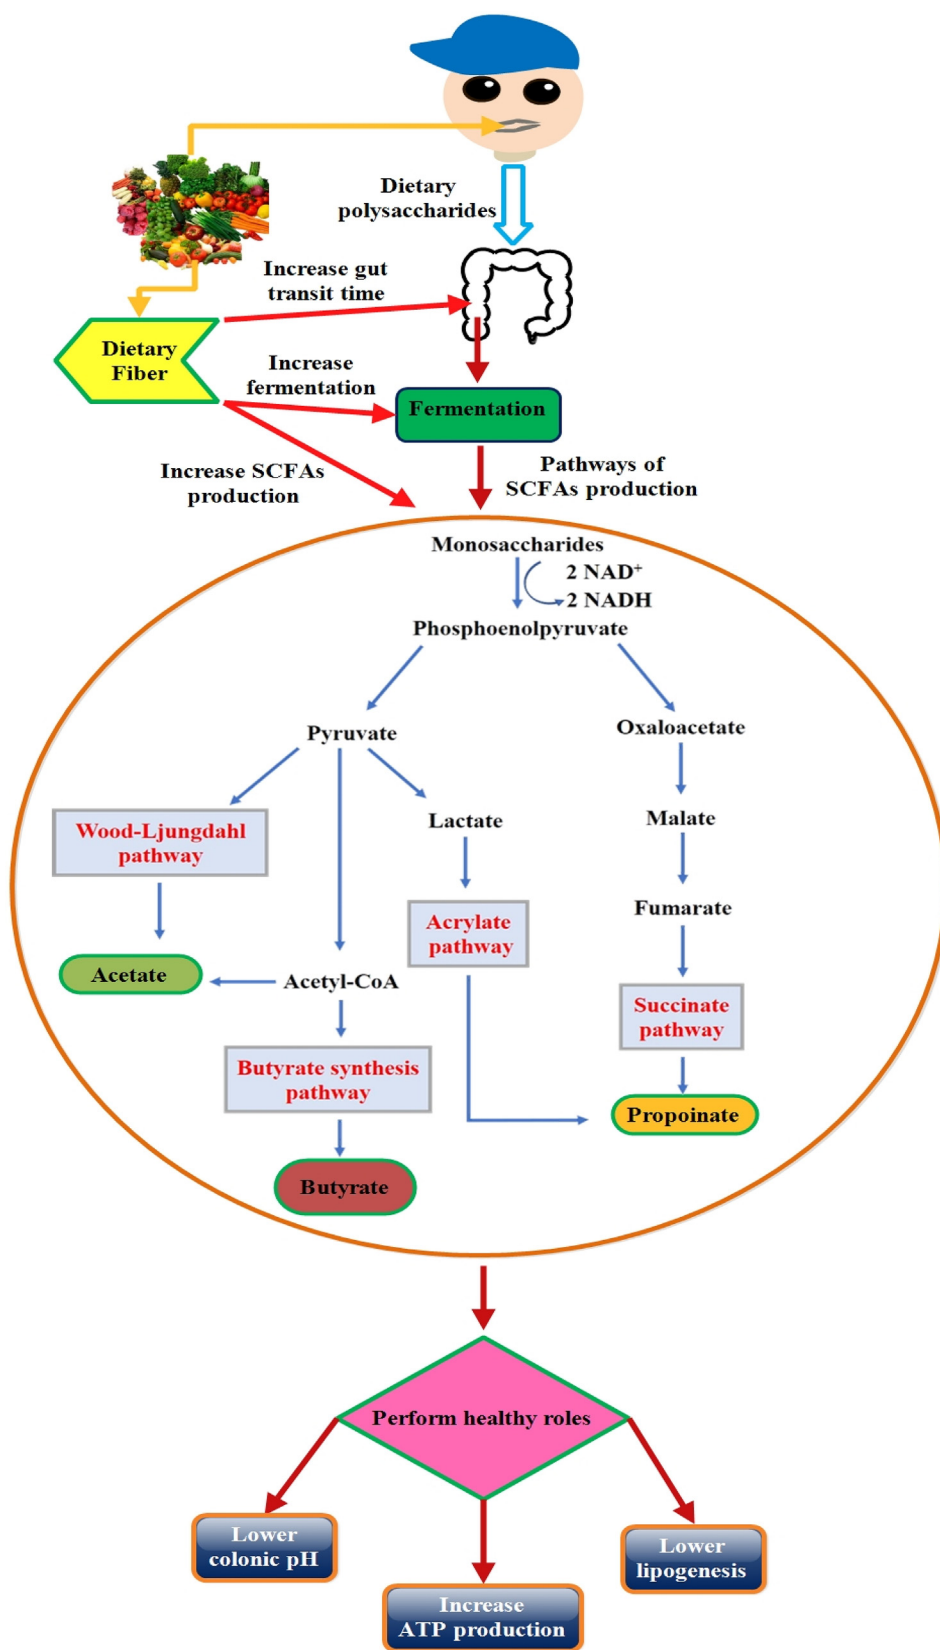 Dietary
polysaccharides
Increase gut
transit time
Dietary
Fiber
Increase
fermentation
Fermentation
Increase SCFAs
production
Pathways of
SCFAs production
Monosaccharides
2 NAD⁺
2 NADH
Phosphoenolpyruvate
Pyruvate
Oxaloacetate
Wood-Ljungdahl
pathway
Lactate
Malate
Acrylate
pathway
Fumarate
Acetate
Acetyl-CoA
Succinate
pathway
Butyrate synthesis
pathway
Propoinate
Butyrate
Perform healthy roles
Lower
colonic pH
Lower
lipogenesis
Increase
ATP production